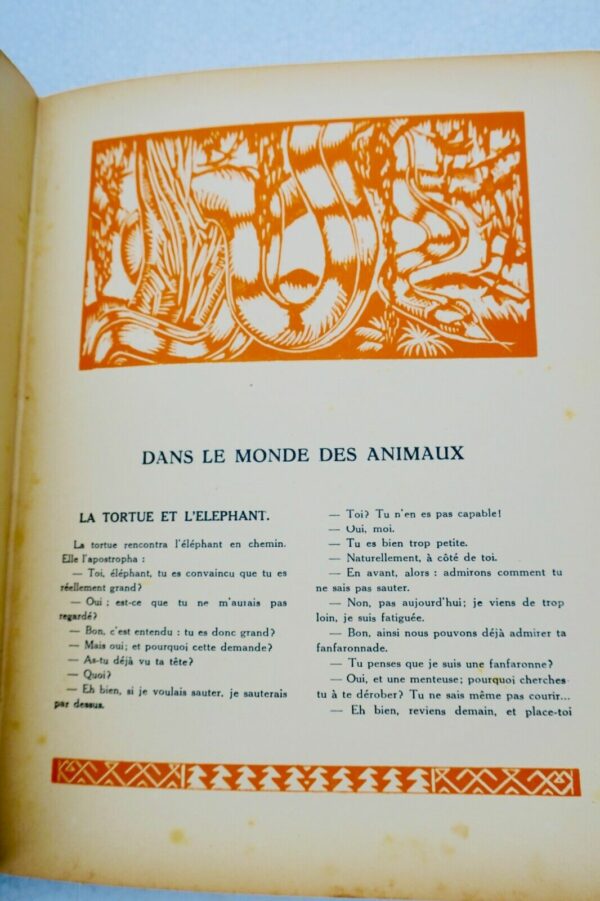 DANS LE MONDE DES ANIMAUX
LA TORTUE ET L'ELEPHANT.
La tortue rencontra l'éléphant en chemin.
Elle l'apostropha :
— Toi, éléphant, tu es convaincu que tu es
réellement grand?
— Oui ; est-ce que tu ne m'aurais pas
regardé?
— Bon, c'est entendu : tu es donc grand?
— Mais oui; et pourquoi cette demande?
— As-tu déjà vu ta tête?
— Quoi?
— Eh bien, si je voulais sauter, je sauterais
par dessus.
— Toi? Tu n'en es pas capable!
— Oui, moi.
— Tu es bien trop petite.
— Naturellement, à côté de toi.
— En avant, alors : admirons comment tu
ne sais pas sauter.
— Non, pas aujourd'hui; je viens de trop
loin, je suis fatiguée.
— Bon, ainsi nous pouvons déjà admirer ta
fanfaronnade.
— Tu penses que je suis une fanfaronne?
— Oui, et une menteuse; pourquoi cherches
tu à te dérober? Tu ne sais même pas courir...
— Eh bien, reviens demain, et place-toi